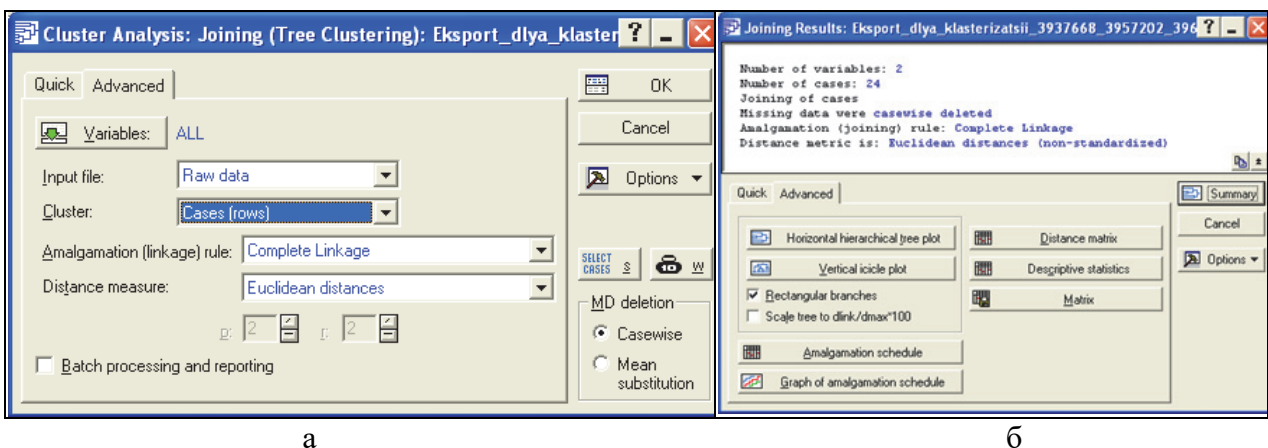 Cluster Analysis: Joining (Tree Clustering): Eksport_dlya_klaster
Quick Advanced
OK
Variables: ALL
Cancel
Input file: Raw data
Options
Cluster: Cases (rows)
Amalgamation (linkage) rule: Complete Linkage
SELECT CASES S W
Distance measure: Euclidean distances
MD deletion
p: 2 r: 2
Casewise
Mean substitution
Batch processing and reporting
а
Joining Results: Eksport_dlya_klasterizatsii_3937668_3957202_396
Number of variables: 2
Number of cases: 24
Joining of cases
Missing data were casewise deleted
Amalgamation (joining) rule: Complete Linkage
Distance metric is: Euclidean distances (non-standardized)
Quick Advanced
Summary
Cancel
Options
Horizontal hierarchical tree plot
Distance matrix
Vertical icicle plot
Descriptive statistics
Rectangular branches
Matrix
Scale tree to dlink/dmax*100
Amalgamation schedule
Graph of amalgamation schedule
б